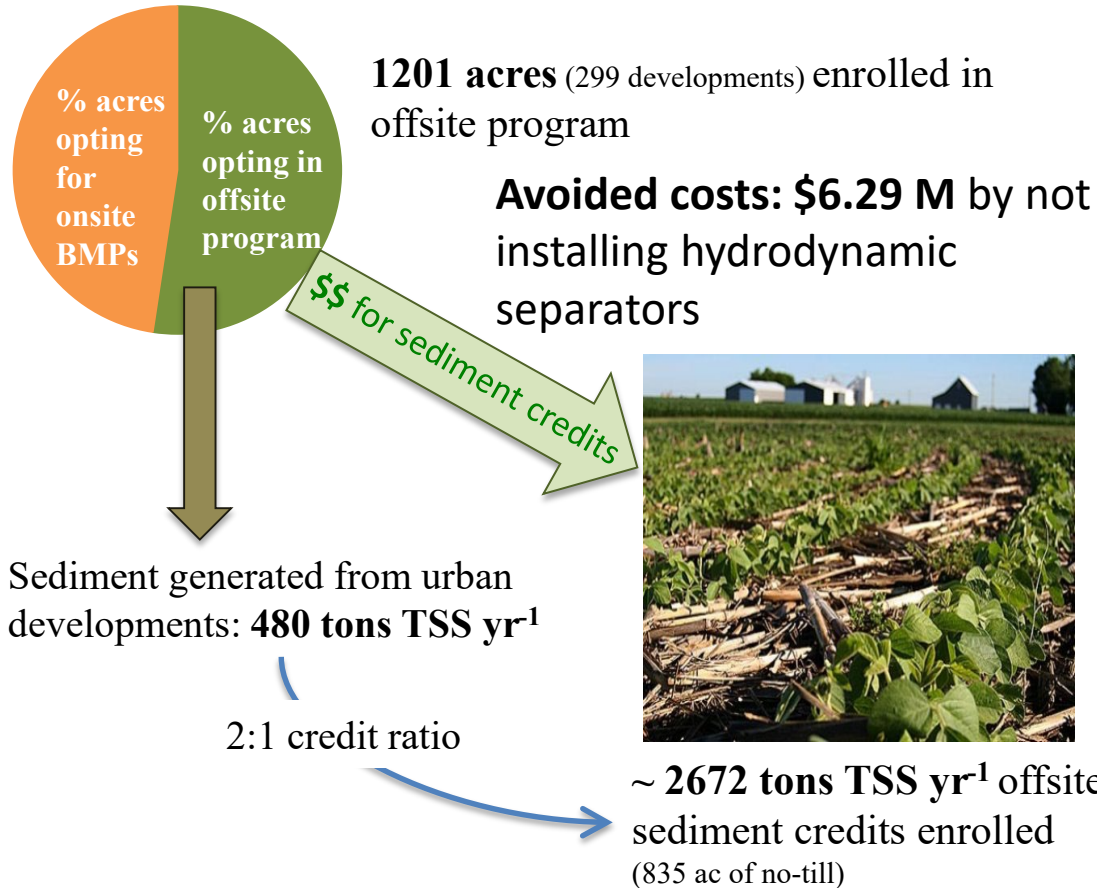 % acres
opting
for
onsite
BMPs
% acres
opting in
offsite
program
1201 acres (299 developments) enrolled in
offsite program
Avoided costs: $6.29 M by not
installing hydrodynamic
separators
$$ for sediment credits
Sediment generated from urban
developments: 480 tons TSS yr-1
2:1 credit ratio
~ 2672 tons TSS yr-1 offsite
sediment credits enrolled
(835 ac of no-till)